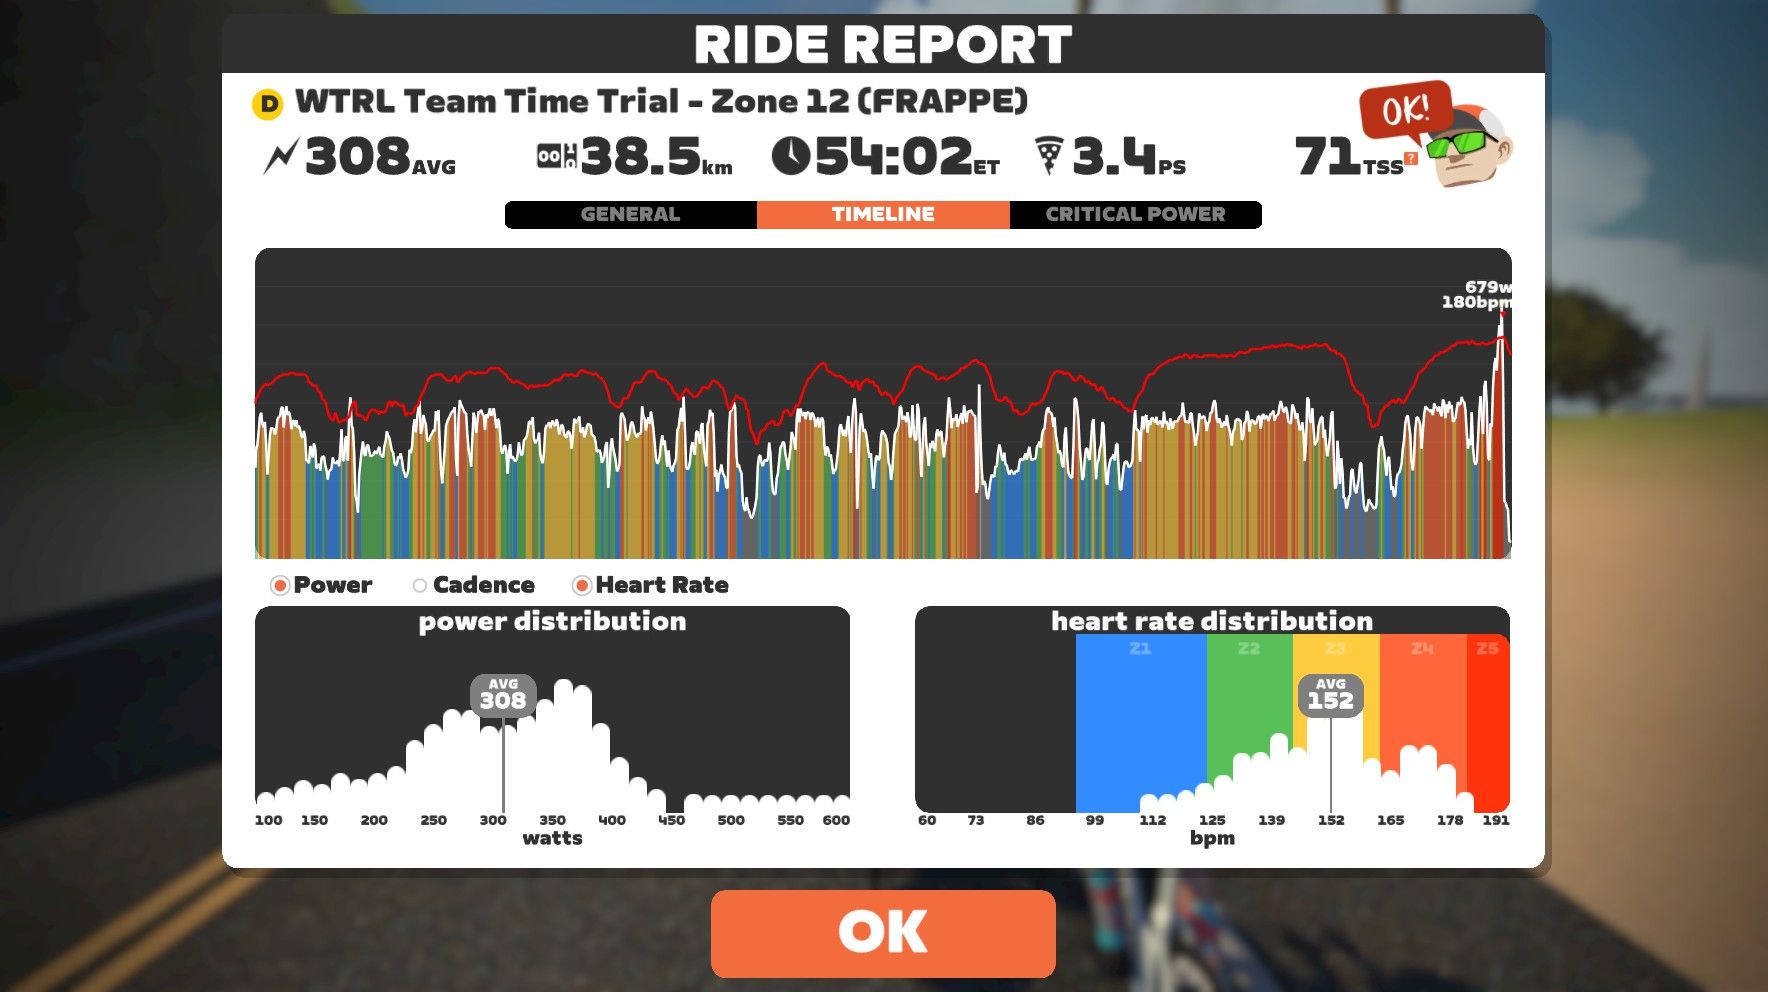 RIDE REPORT
D WTRL Team Time Trial - Zone 12 (FRAPPE)
OK!
308AVG 38.5km 54:02ET 3.4PS 71TSS?
GENERAL TIMELINE CRITICAL POWER
679w
180bpm
Power Cadence Heart Rate
power distribution
AVG
308
100 150 200 250 300 350 400 450 500 550 600
watts
heart rate distribution
Z1 Z2 Z3 Z4 Z5
AVG
152
60 73 86 99 112 125 139 152 165 178 191
bpm
OK